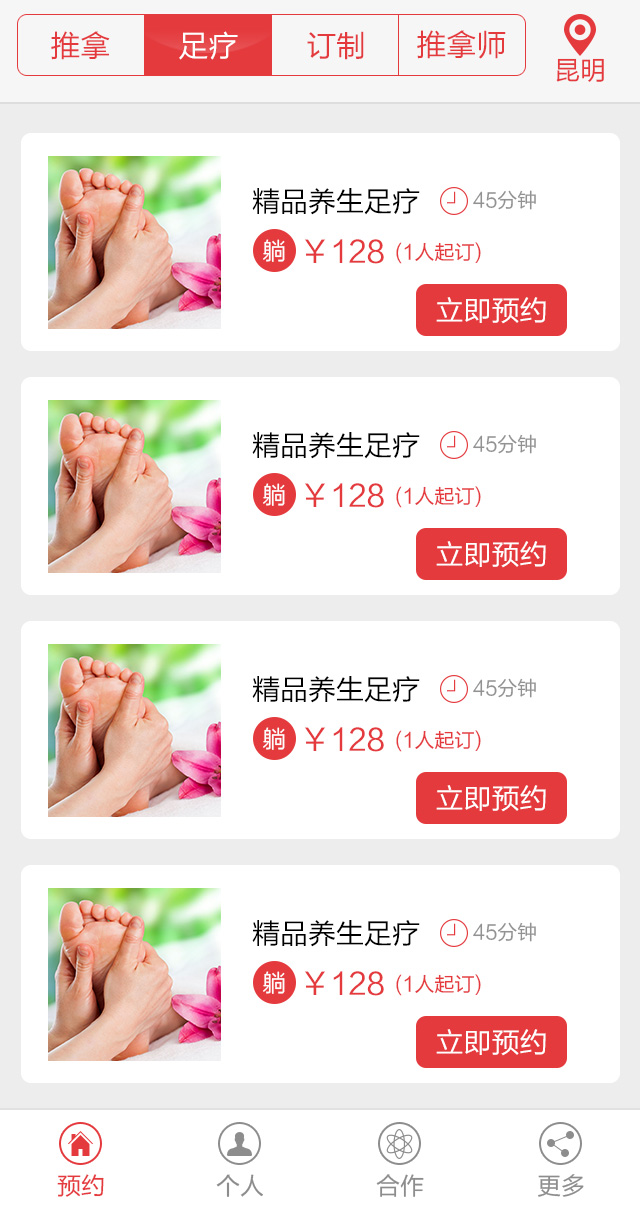 推拿 足疗 订制 推拿师
昆明
精品养生足疗 45分钟
躺 ￥128 (1人起订)
立即预约
精品养生足疗 45分钟
躺 ￥128 (1人起订)
立即预约
精品养生足疗 45分钟
躺 ￥128 (1人起订)
立即预约
精品养生足疗 45分钟
躺 ￥128 (1人起订)
立即预约
预约 个人 合作 更多